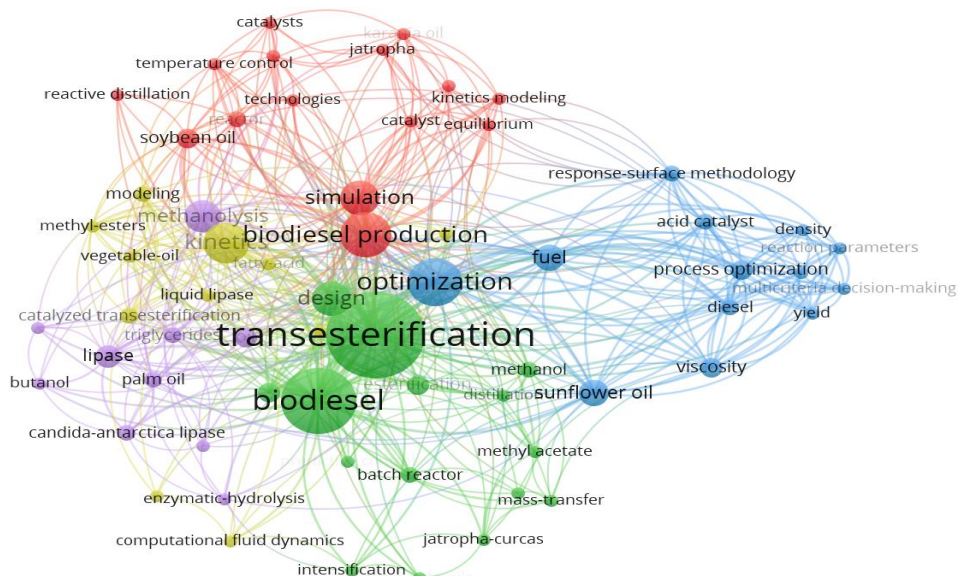 catalysts
karanja oil
jatropha
temperature control
reactive distillation
technologies
kinetics modeling
reactor
catalyst
equilibrium
soybean oil
response-surface methodology
modeling
simulation
methanolysis
acid catalyst
methyl-esters
density
kinetics
biodiesel production
reaction parameters
vegetable-oil
fatty-acid
fuel
process optimization
optimization
multicriteria decision-making
liquid lipase
design
diesel
yield
catalyzed transesterification
triglycerides
transesterification
lipase
viscosity
methanol
butanol
palm oil
esterification
distillation
sunflower oil
biodiesel
candida-antarctica lipase
methyl acetate
batch reactor
enzymatic-hydrolysis
mass-transfer
computational fluid dynamics
jatropha-curcas
intensification